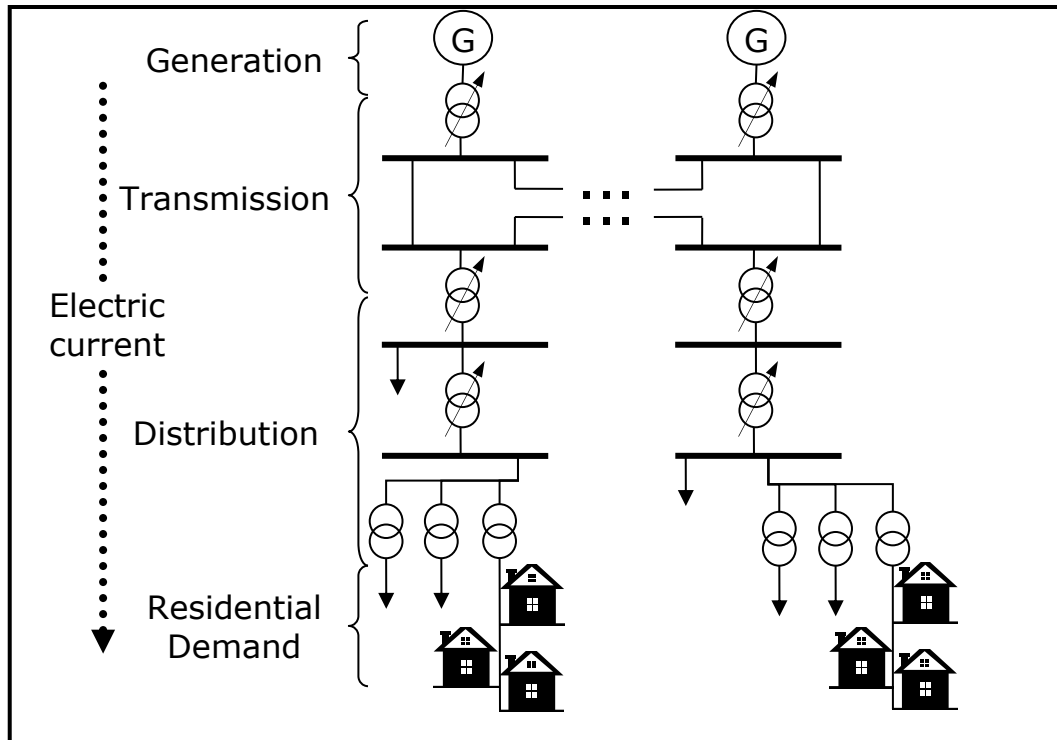 G
G
Generation
Transmission
Electric
current
Distribution
Residential
Demand